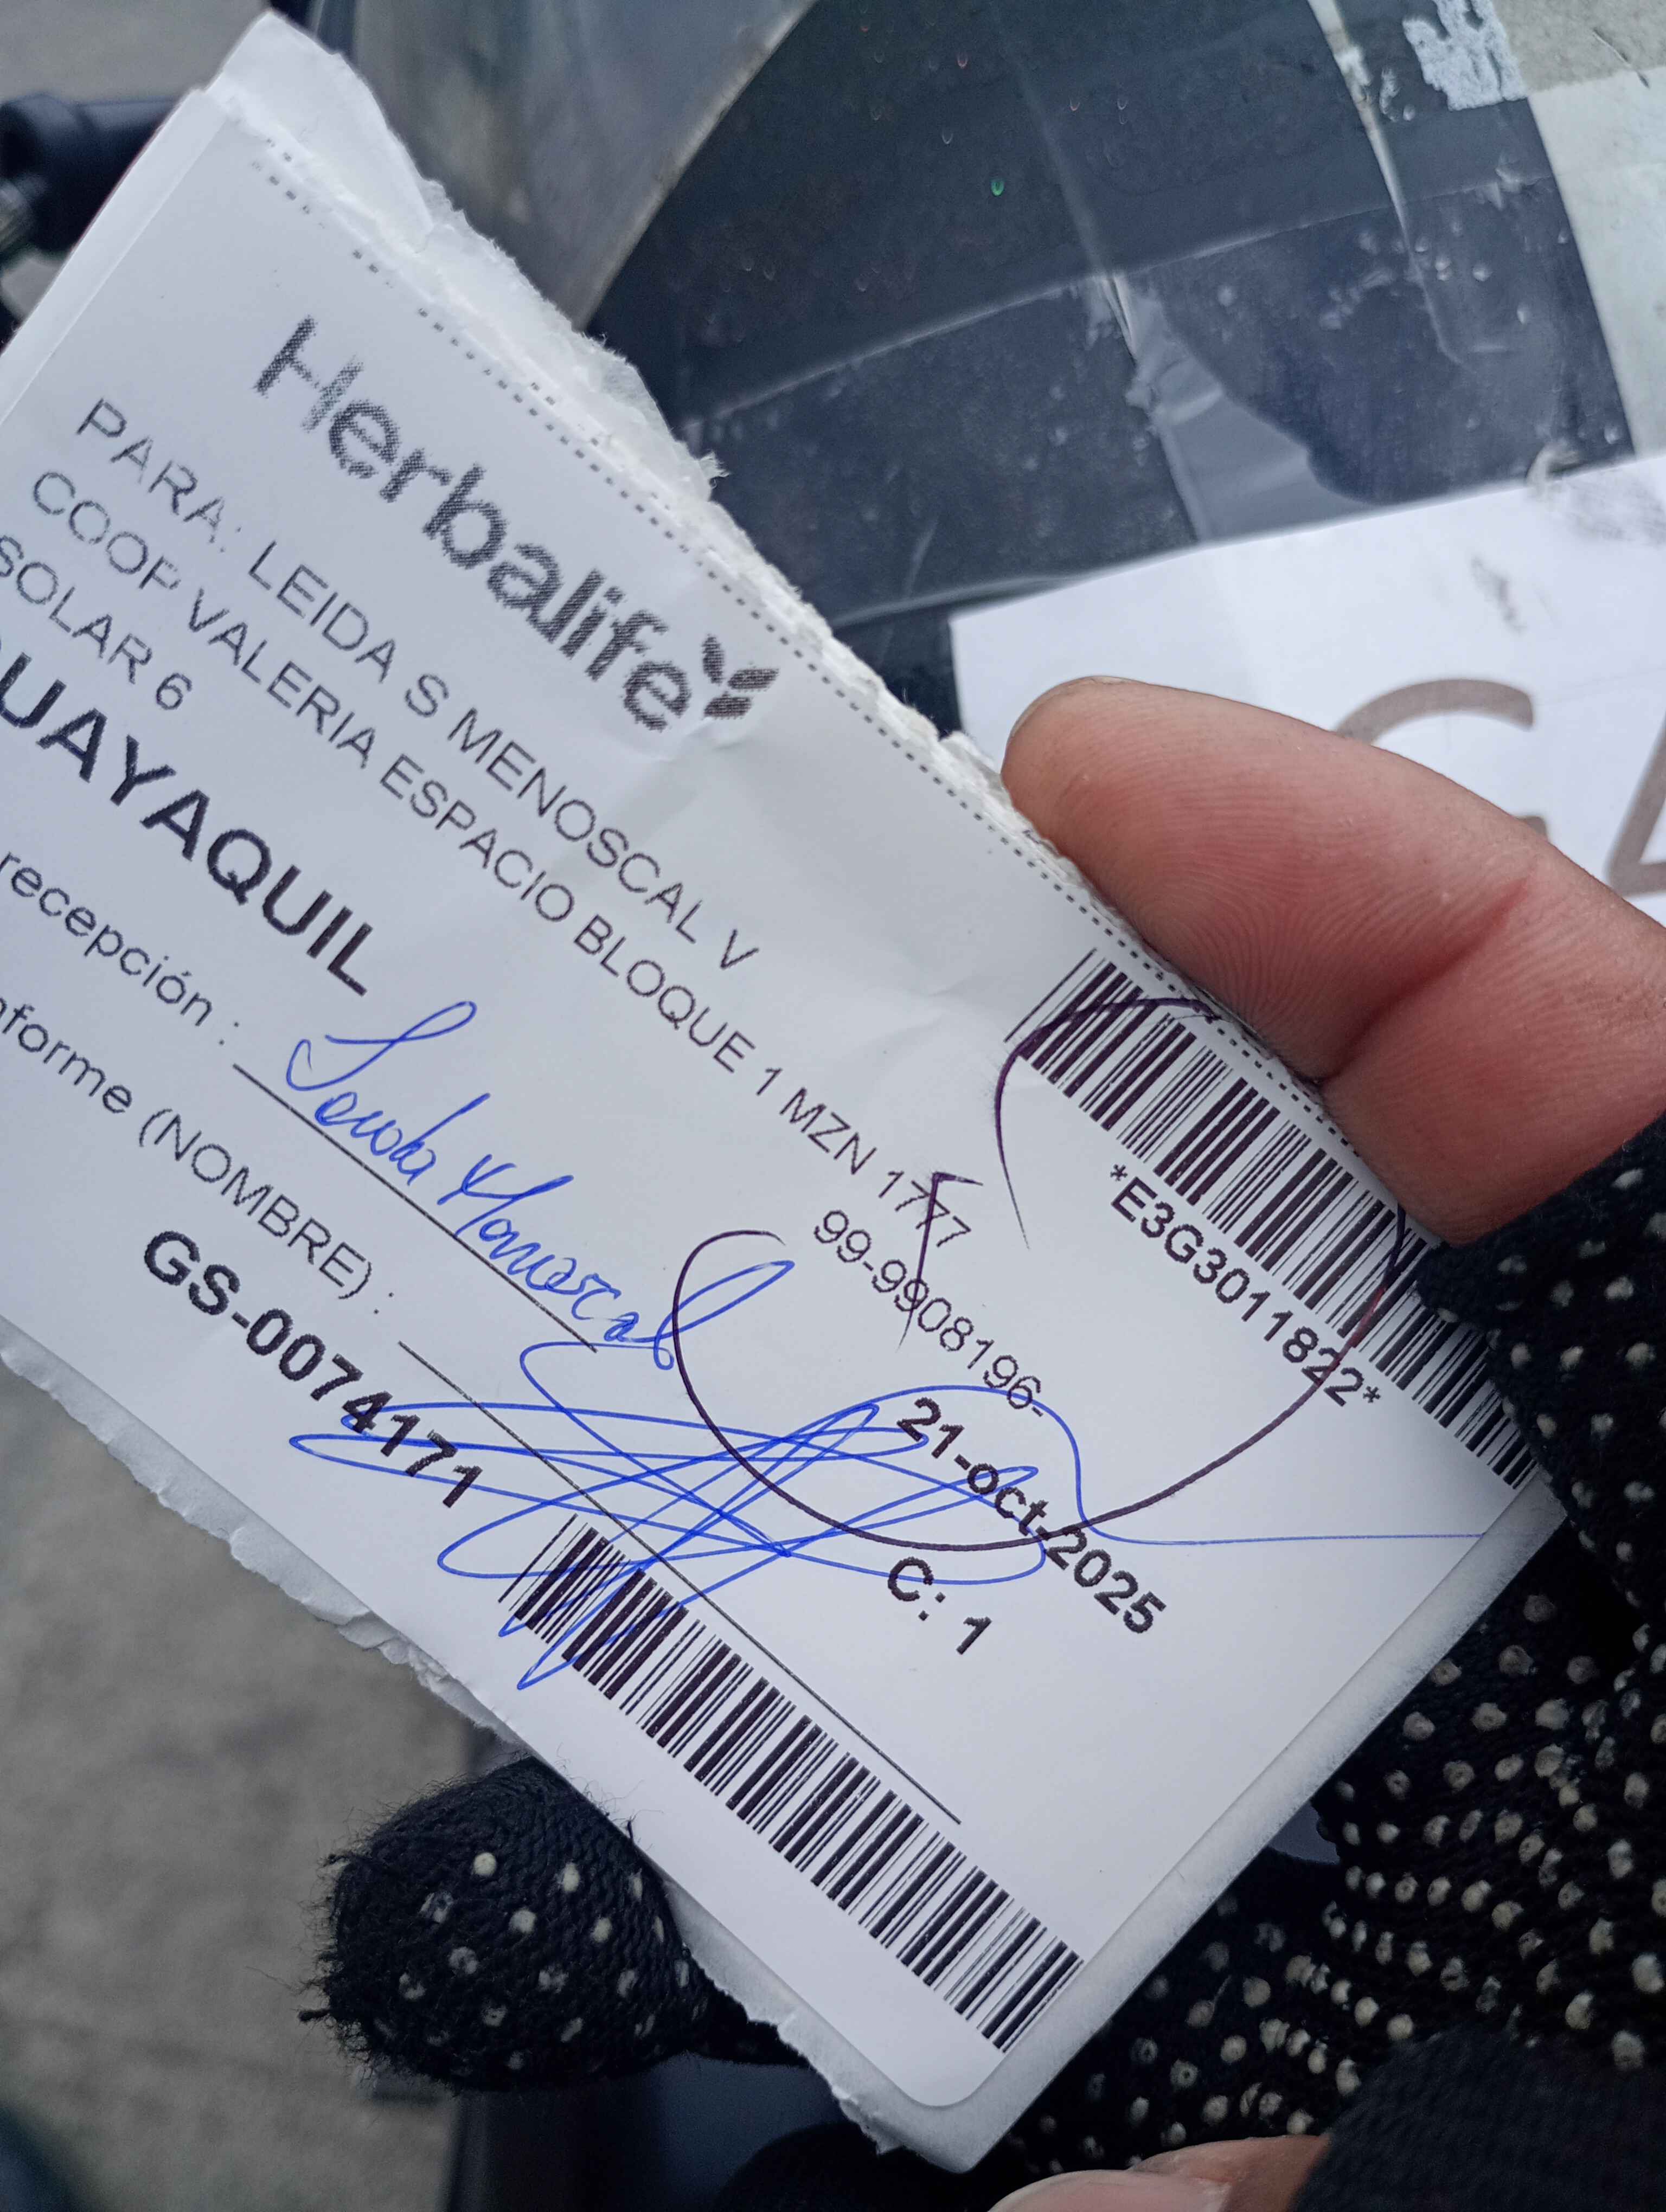 Herbalife
*E3G3011822*
PARA: LEIDA S MENOSCAL V
COOP VALERIA ESPACIO BLOQUE 1 MZN 1777
SOLAR 6
99-9908196-
UAYAQUIL
21-oct-2025
recepción :
C: 1
nforme (NOMBRE) :
GS-0074171